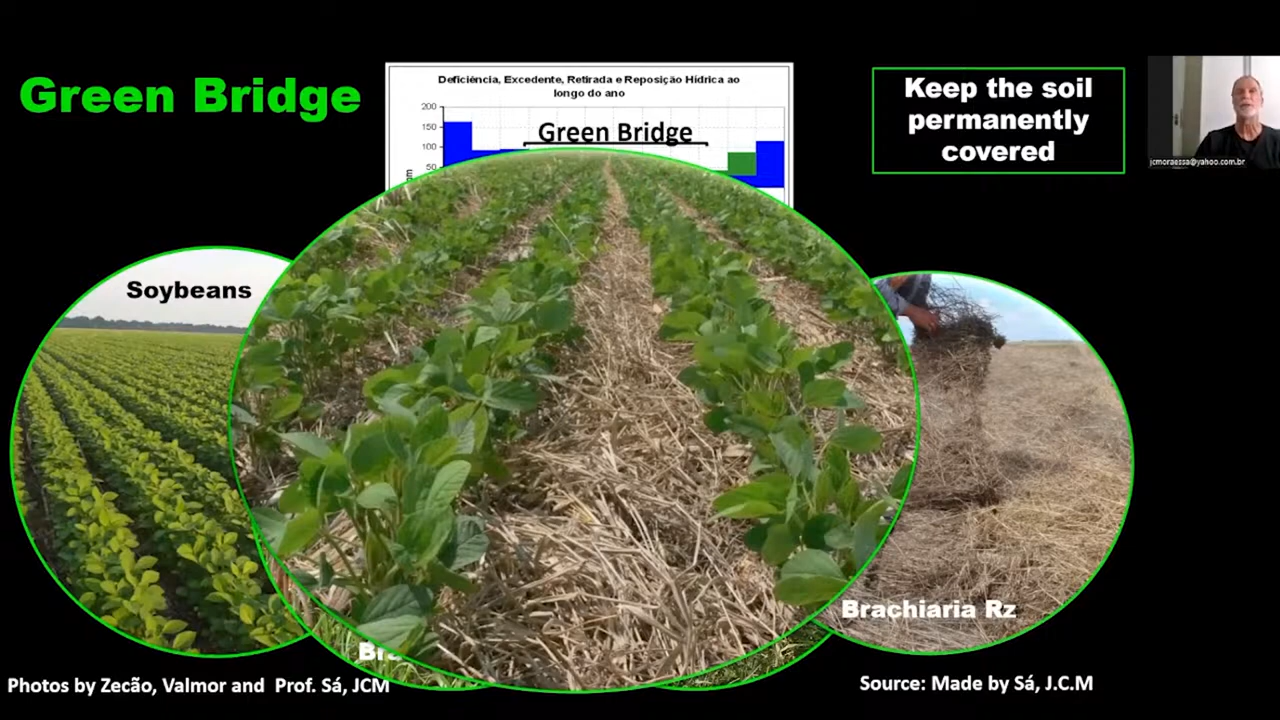 Green Bridge
Deficiência, Excedente, Retirada e Reposição Hídrica ao
longo do ano
200
150
100
50
Green Bridge
Keep the soil
permanently
covered
jcmoraessa@yahoo.com.br
Soybeans
Brachiaria Rz
Photos by Zecão, Valmor and Prof. Sá, JCM
Source: Made by Sá, J.C.M